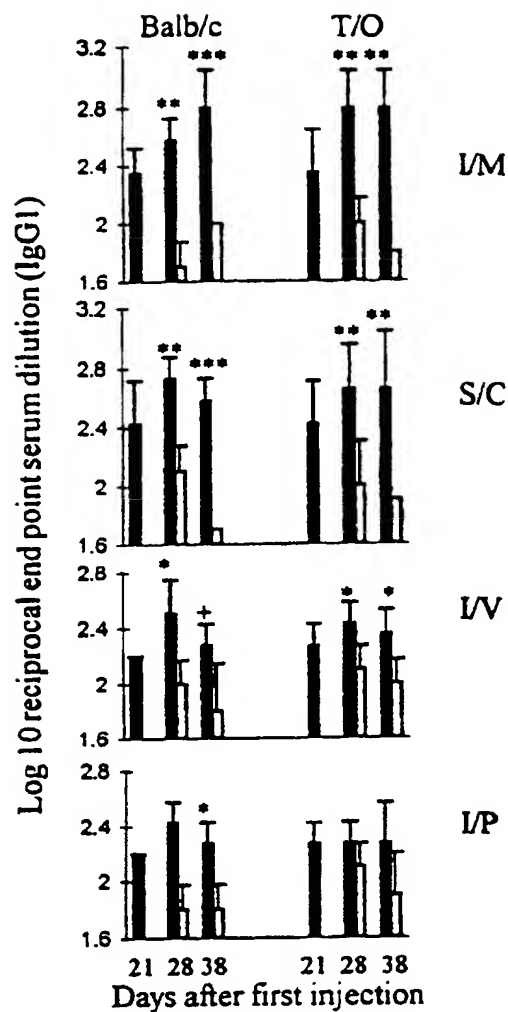 Balb/c T/O
3.2 *** ** **
2.8 **
2.4
2
1.6
I/M
3.2
2.8 ** *** ** **
2.4
2
1.6
S/C
2.8 * + * *
2.4
2
1.6
I/V
2.8
2.4 *
2
1.6
I/P
21 28 38 21 28 38
Days after first injection
Log 10 reciprocal end point serum dilution (IgG1)